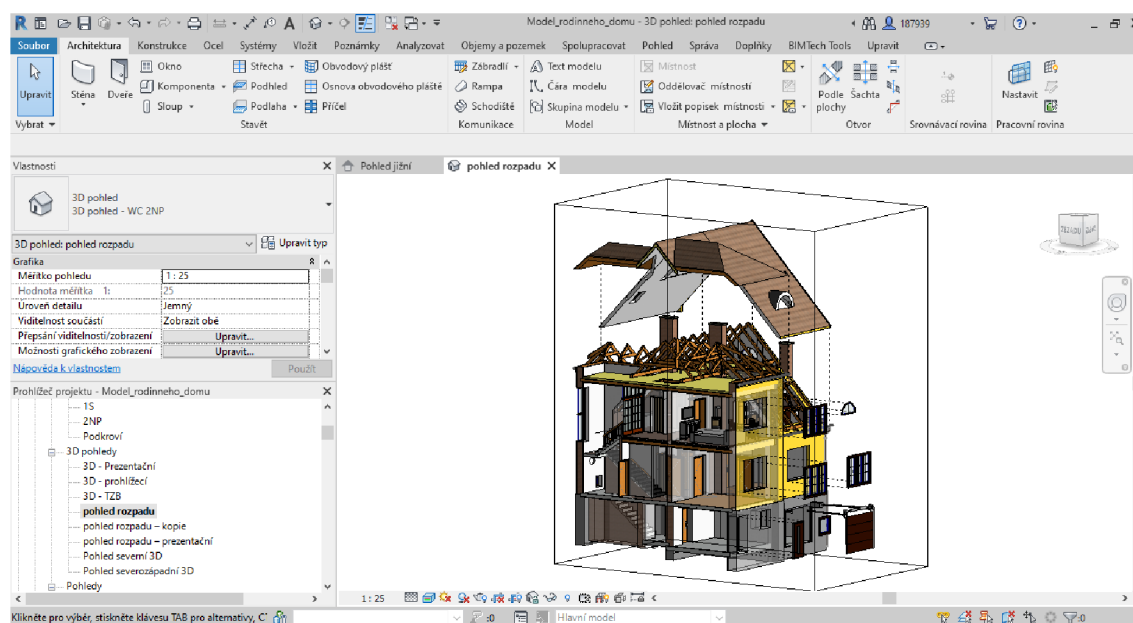 Model_rodinneho_domu - 3D pohled: pohled rozpadu 187939
Soubor Architektura Konstrukce Ocel Systémy Vložit Poznámky Analyzovat Objemy a pozemek Spolupracovat Pohled Správa Doplňky BIMTech Tools Upravit
Okno Střecha Obvodový plášť Zábradlí Text modelu Místnost
Komponenta Podhled Osnova obvodového pláště Rampa Čára modelu Oddělovač místností
Upravit Stěna Dveře Podle plochy Šachta Nastavit
Sloup Podlaha Příčel Schodiště Skupina modelu Vložit popisek místnosti
Vybrat Stavět Komunikace Model Místnost a plocha Otvor Srovnávací rovina Pracovní rovina
Vlastnosti X Pohled jižní pohled rozpadu X
3D pohled
3D pohled - WC 2NP
3D pohled: pohled rozpadu Upravit typ
Grafika
Měřítko pohledu 1 : 25
Hodnota měřítka 1: 25
Úroveň detailu Jemný
Viditelnost součástí Zobrazit obě
Přepsání viditelnosti/zobrazení Upravit...
Možnosti grafického zobrazení Upravit...
Nápověda k vlastnostem Použít
Prohlížeč projektu - Model_rodinneho_domu X
1S
2NP
Podkroví
3D pohledy
3D - Prezentační
3D - prohlížecí
3D - TZB
pohled rozpadu
pohled rozpadu – kopie
pohled rozpadu – prezentační
Pohled severní 3D
Pohled severozápadní 3D
Pohledy
1 : 25
Klikněte pro výběr, stiskněte klávesu TAB pro alternativy, C :0 Hlavní model :0